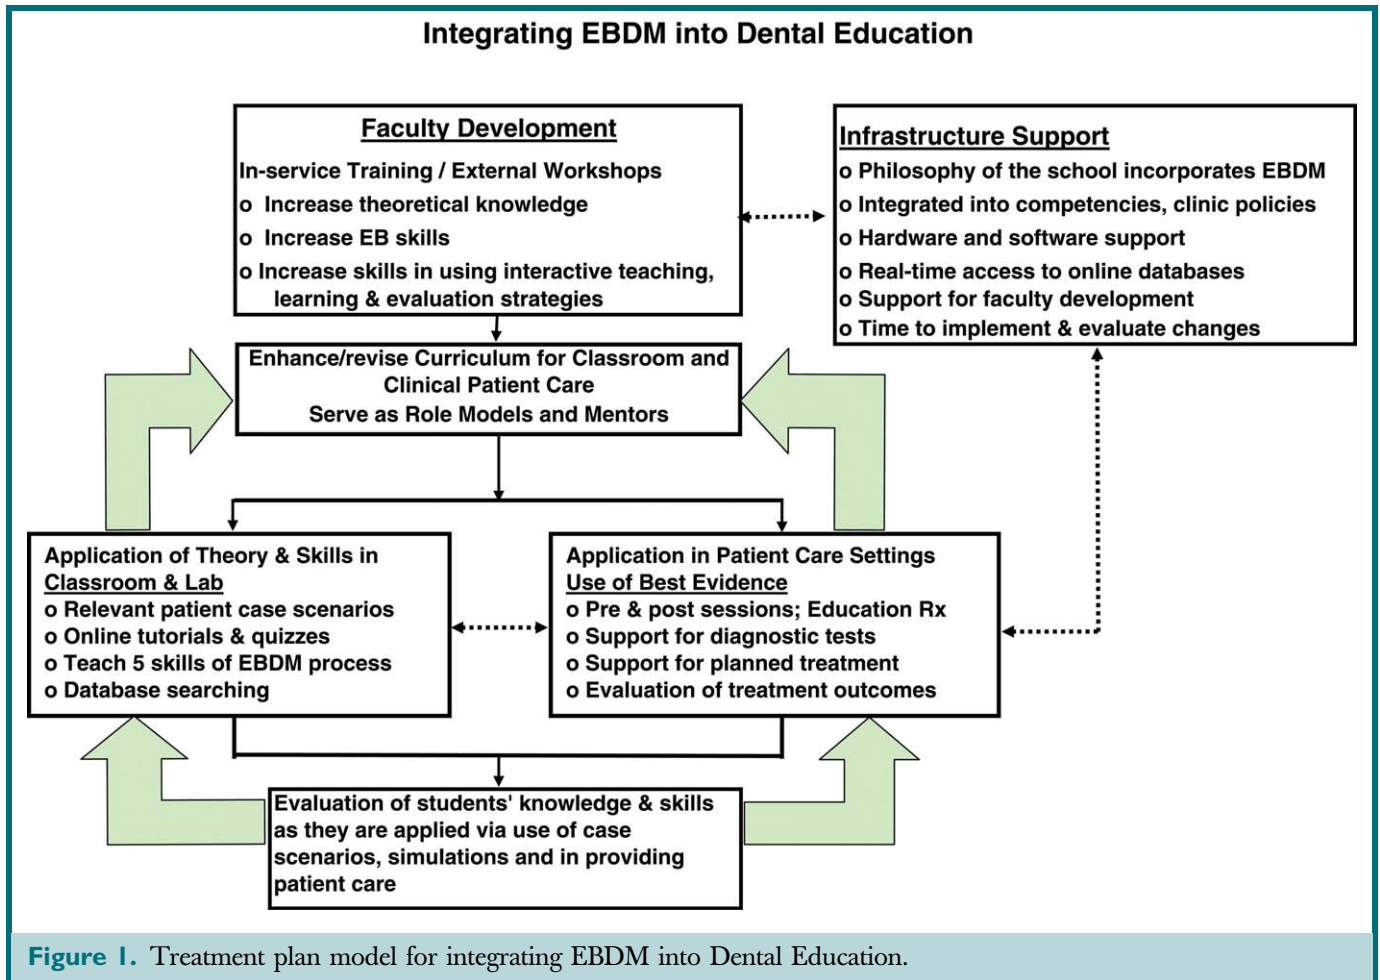 Integrating EBDM into Dental Education
Faculty Development
In-service Training / External Workshops
o Increase theoretical knowledge
o Increase EB skills
o Increase skills in using interactive teaching,
learning & evaluation strategies
Infrastructure Support
o Philosophy of the school incorporates EBDM
o Integrated into competencies, clinic policies
o Hardware and software support
o Real-time access to online databases
o Support for faculty development
o Time to implement & evaluate changes
Enhance/revise Curriculum for Classroom and
Clinical Patient Care
Serve as Role Models and Mentors
Application of Theory & Skills in
Classroom & Lab
o Relevant patient case scenarios
o Online tutorials & quizzes
o Teach 5 skills of EBDM process
o Database searching
Application in Patient Care Settings
Use of Best Evidence
o Pre & post sessions; Education Rx
o Support for diagnostic tests
o Support for planned treatment
o Evaluation of treatment outcomes
Evaluation of students' knowledge & skills
as they are applied via use of case
scenarios, simulations and in providing
patient care
Figure 1. Treatment plan model for integrating EBDM into Dental Education.